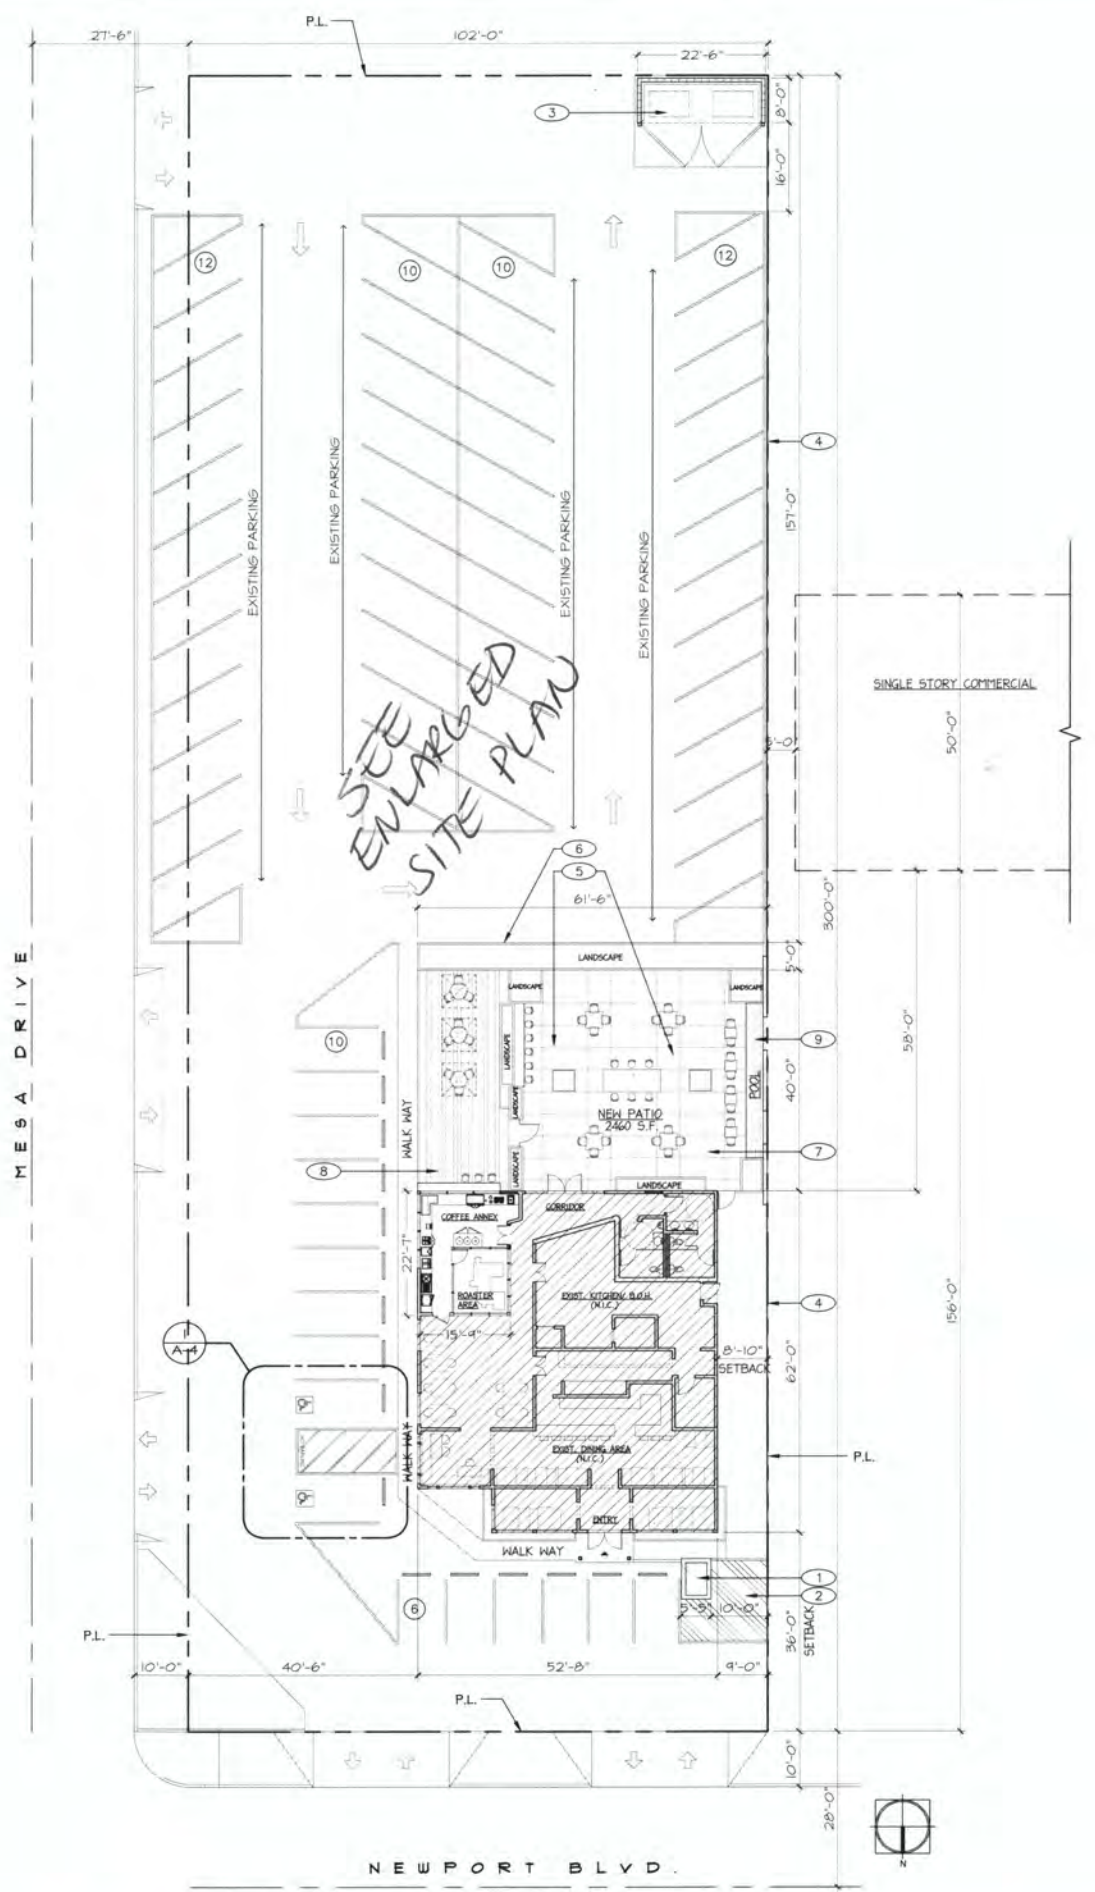 P.L.
27'-6"
102'-0"
22'-6"
3
8'-0"
16'-0"
12
10
10
12
4
157'-0"
EXISTING PARKING
EXISTING PARKING
EXISTING PARKING
EXISTING PARKING
SEE
ENLARGED
SITE PLAN
SINGLE STORY COMMERCIAL
50'-0"
5'-0"
300'-0"
6
5
61'-6"
LANDSCAPE
5'-0"
LANDSCAPE
LANDSCAPE
MESA DRIVE
10
LANDSCAPE
9
58'-0"
40'-0"
POOL
LANDSCAPE
NEW PATIO
2460 S.F.
WALK WAY
7
8
LANDSCAPE
LANDSCAPE
COFFEE ANNEX
CORRIDOR
22'-7"
ROASTER
AREA
EXIST. KITCHEN/ B.O.H.
(N.I.C.)
4
156'-0"
15'-9"
1
A-4
8'-10"
SETBACK
62'-0"
WALK WAY
EXIST. DINING AREA
(N.I.C.)
P.L.
ENTRY
WALK WAY
1
2
6
5'-5"
10'-0"
36'-0"
SETBACK
P.L.
10'-0"
40'-6"
52'-8"
9'-0"
P.L.
10'-0"
28'-0"
N
NEWPORT BLVD.